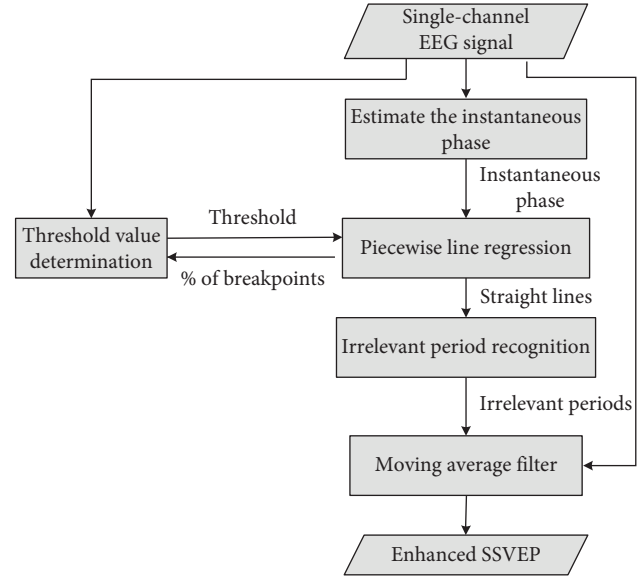 Single-channel
EEG signal
Estimate the instantaneous
phase
Instantaneous
phase
Threshold
Threshold value
determination
Piecewise line regression
% of breakpoints
Straight lines
Irrelevant period recognition
Irrelevant periods
Moving average filter
Enhanced SSVEP